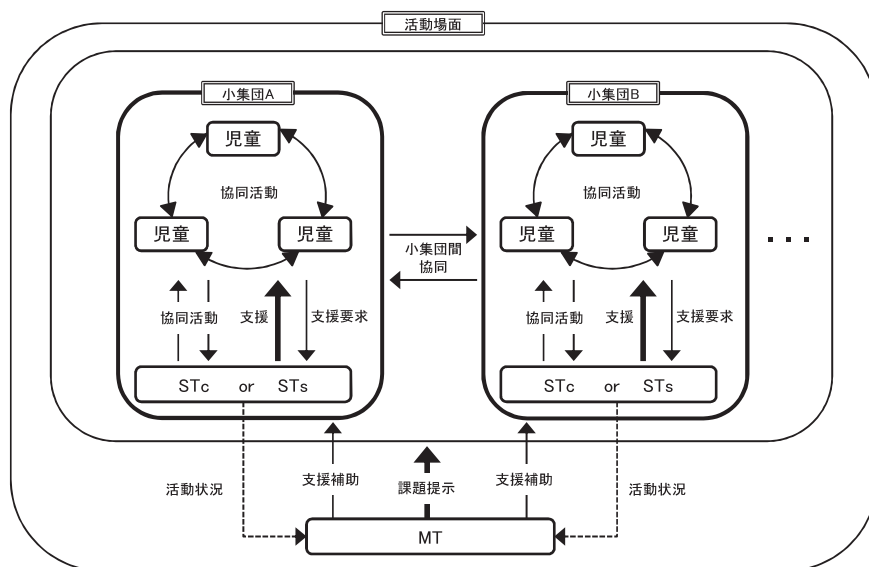 活動場面
小集団A
小集団B
児童
協同活動
児童
児童
児童
協同活動
児童
児童
小集団間
協同
・・・
協同活動
支援
支援要求
協同活動
支援
支援要求
STc or STs
STc or STs
活動状況
支援補助
課題提示
支援補助
活動状況
MT